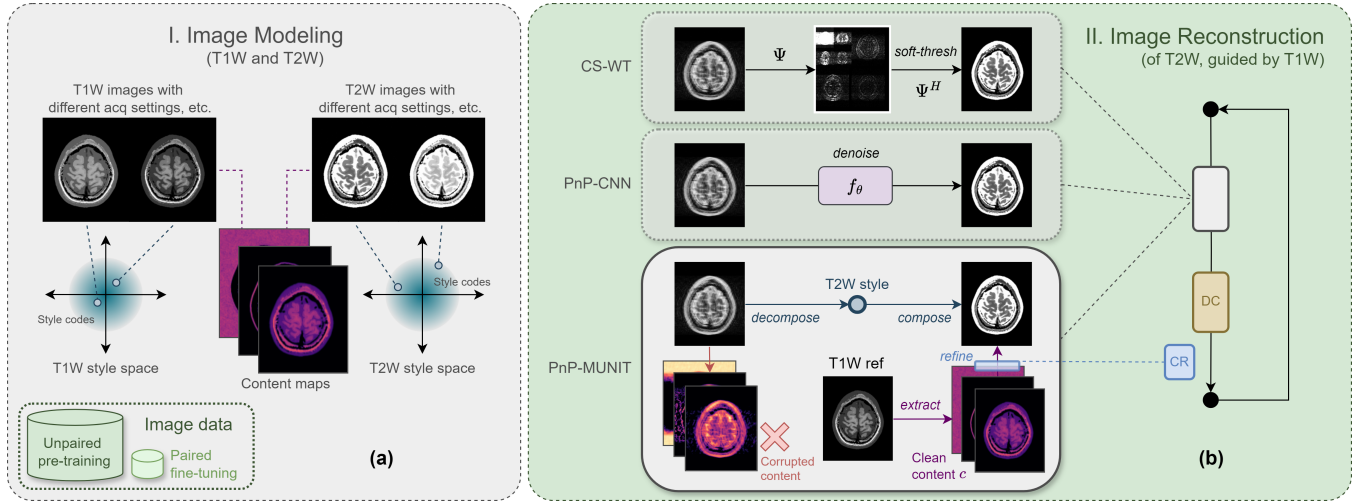 I. Image Modeling
(T1W and T2W)
T1W images with
different acq settings, etc.
T2W images with
different acq settings, etc.
Style codes
Style codes
T1W style space
Content maps
T2W style space
Image data
Unpaired
pre-training
Paired
fine-tuning
(a)
II. Image Reconstruction
(of T2W, guided by T1W)
CS-WT
Ψ
soft-thresh
Ψ^H
PnP-CNN
denoise
f_θ
PnP-MUNIT
T2W style
decompose
compose
T1W ref
refine
extract
Corrupted
content
Clean
content c
DC
CR
(b)